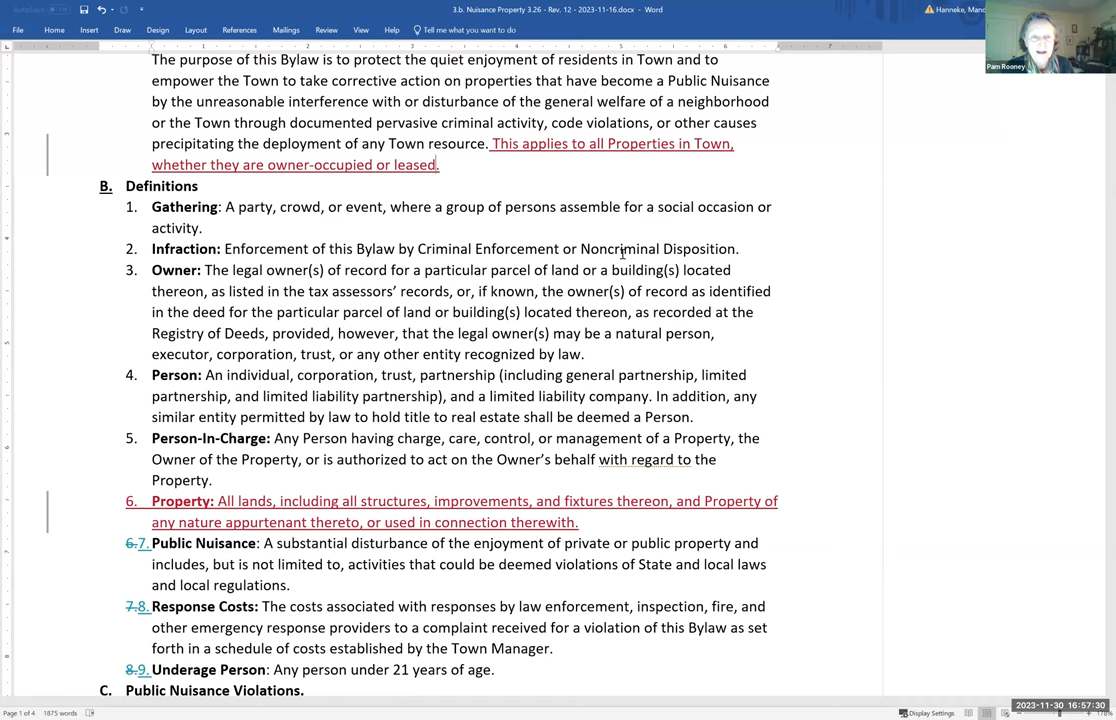 AutoSave Off
3.b. Nuisance Property 3.26 - Rev. 12 - 2023-11-16.docx - Word
Hanneke,
File Home Insert Draw Design Layout References Mailings Review View Help Tell me what you want to do
Pam Rooney
The purpose of this Bylaw is to protect the quiet enjoyment of residents in Town and to
empower the Town to take corrective action on properties that have become a Public Nuisance
by the unreasonable interference with or disturbance of the general welfare of a neighborhood
or the Town through documented pervasive criminal activity, code violations, or other causes
precipitating the deployment of any Town resource. This applies to all Properties in Town,
whether they are owner-occupied or leased.
B. Definitions
1. Gathering: A party, crowd, or event, where a group of persons assemble for a social occasion or
activity.
2. Infraction: Enforcement of this Bylaw by Criminal Enforcement or Noncriminal Disposition.
3. Owner: The legal owner(s) of record for a particular parcel of land or a building(s) located
thereon, as listed in the tax assessors’ records, or, if known, the owner(s) of record as identified
in the deed for the particular parcel of land or building(s) located thereon, as recorded at the
Registry of Deeds, provided, however, that the legal owner(s) may be a natural person,
executor, corporation, trust, or any other entity recognized by law.
4. Person: An individual, corporation, trust, partnership (including general partnership, limited
partnership, and limited liability partnership), and a limited liability company. In addition, any
similar entity permitted by law to hold title to real estate shall be deemed a Person.
5. Person-In-Charge: Any Person having charge, care, control, or management of a Property, the
Owner of the Property, or is authorized to act on the Owner’s behalf with regard to the
Property.
6. Property: All lands, including all structures, improvements, and fixtures thereon, and Property of
any nature appurtenant thereto, or used in connection therewith.
6.7. Public Nuisance: A substantial disturbance of the enjoyment of private or public property and
includes, but is not limited to, activities that could be deemed violations of State and local laws
and local regulations.
7.8. Response Costs: The costs associated with responses by law enforcement, inspection, fire, and
other emergency response providers to a complaint received for a violation of this Bylaw as set
forth in a schedule of costs established by the Town Manager.
8.9. Underage Person: Any person under 21 years of age.
C. Public Nuisance Violations.
Page 1 of 4 1875 words
Display Settings
2023-11-30 16:57:30